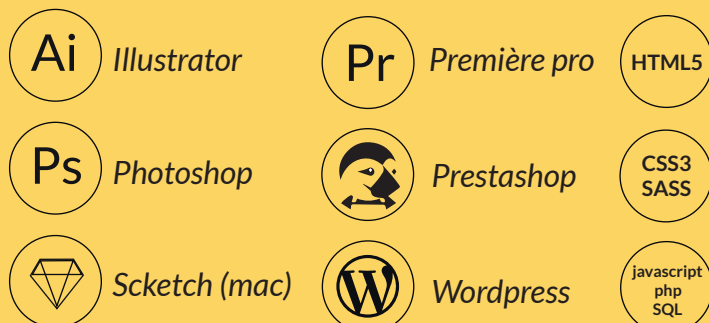 Ai Illustrator
Pr Première pro
HTML5
Ps Photoshop
Prestashop
CSS3
SASS
Scketch (mac)
W Wordpress
javascript
php
SQL